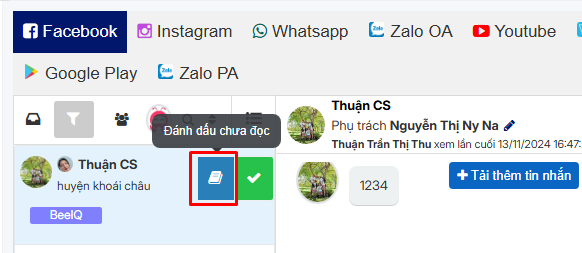 Facebook Instagram Whatsapp Zalo OA Youtube
Google Play Zalo PA
Đánh dấu chưa đọc
Thuận CS
huyện khoái châu
BeeIQ
Thuận CS
Phụ trách Nguyễn Thị Ny Na
Thuận Trần Thị Thu xem lần cuối 13/11/2024 16:47:
1234
Tải thêm tin nhắn